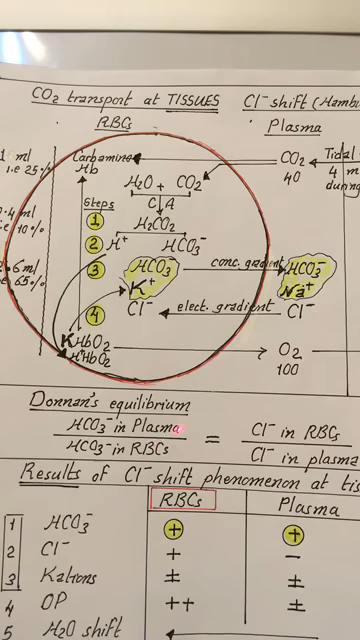 CO2 transport at TISSUES Cl⁻ shift (Hambu
RBCs Plasma
1 ml Carbamino CO2 Tidal
i.e 25% Hb 40 4 m
H2O + CO2 during
C A
Steps
1 H2CO3
4 ml 2 H⁺ HCO3⁻
i.e 10%
6 ml 3 HCO3⁻ conc. gradient HCO3⁻
65% K⁺ Na⁺
4 Cl⁻ elect. gradient Cl⁻
KHbO2 O2
H⁺HbO2 100
Donnan's equilibrium
HCO3⁻ in Plasma = Cl⁻ in RBCs
HCO3⁻ in RBCs Cl⁻ in plasma
Results of Cl⁻ shift phenomenon at tis
RBCs Plasma
1 HCO3⁻ + +
2 Cl⁻ + −
3 Kations ± ±
4 OP ++ ±
5 H2O shift